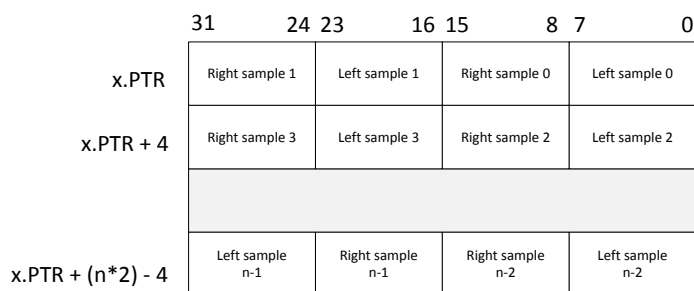 31 24 23 16 15 8 7 0
x.PTR Right sample 1 Left sample 1 Right sample 0 Left sample 0
x.PTR + 4 Right sample 3 Left sample 3 Right sample 2 Left sample 2
x.PTR + (n*2) - 4 Left sample Right sample Right sample Left sample
n-1 n-1 n-2 n-2